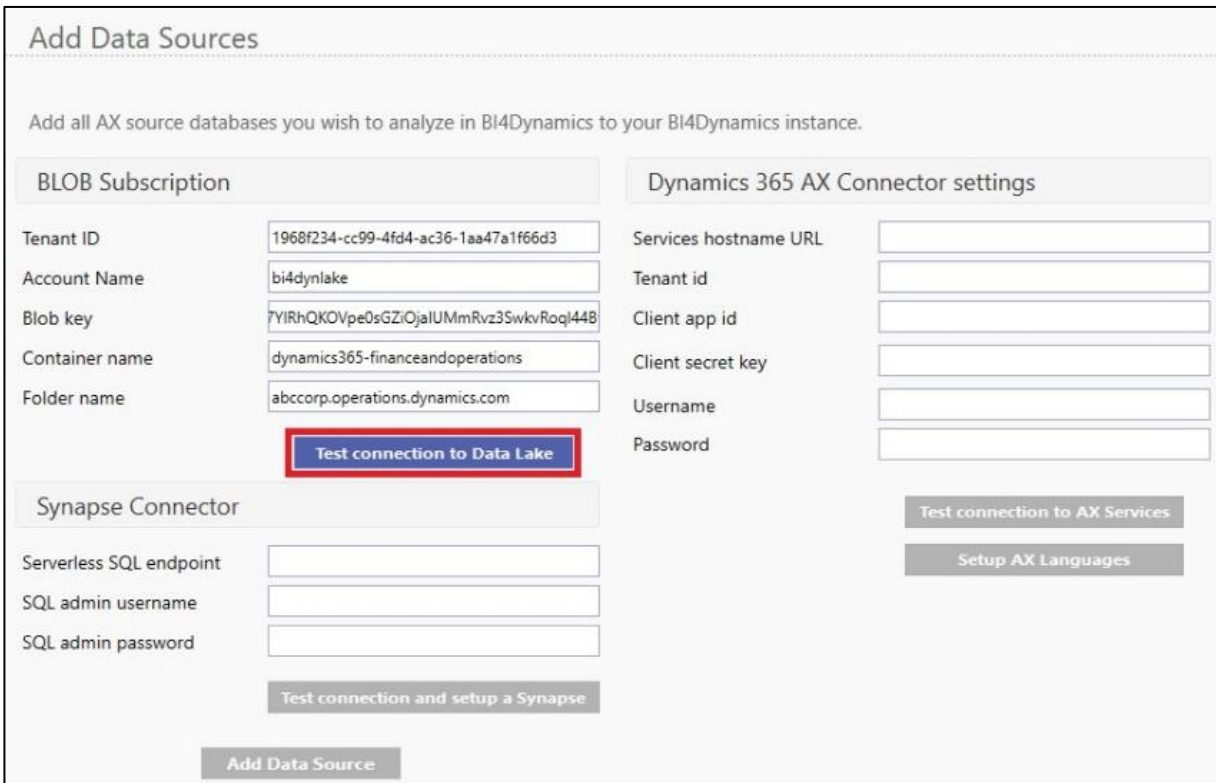 Add Data Sources
Add all AX source databases you wish to analyze in BI4Dynamics to your BI4Dynamics instance.
BLOB Subscription
Tenant ID 1968f234-cc99-4fd4-ac36-1aa47a1f66d3
Account Name bi4dynlake
Blob key
Container name dynamics365-financeandoperations
Folder name abccorp.operations.dynamics.com
Test connection to Data Lake
Synapse Connector
Serverless SQL endpoint
SQL admin username
SQL admin password
Test connection and setup a Synapse
Add Data Source
Dynamics 365 AX Connector settings
Services hostname URL
Tenant id
Client app id
Client secret key
Username
Password
Test connection to AX Services
Setup AX Languages